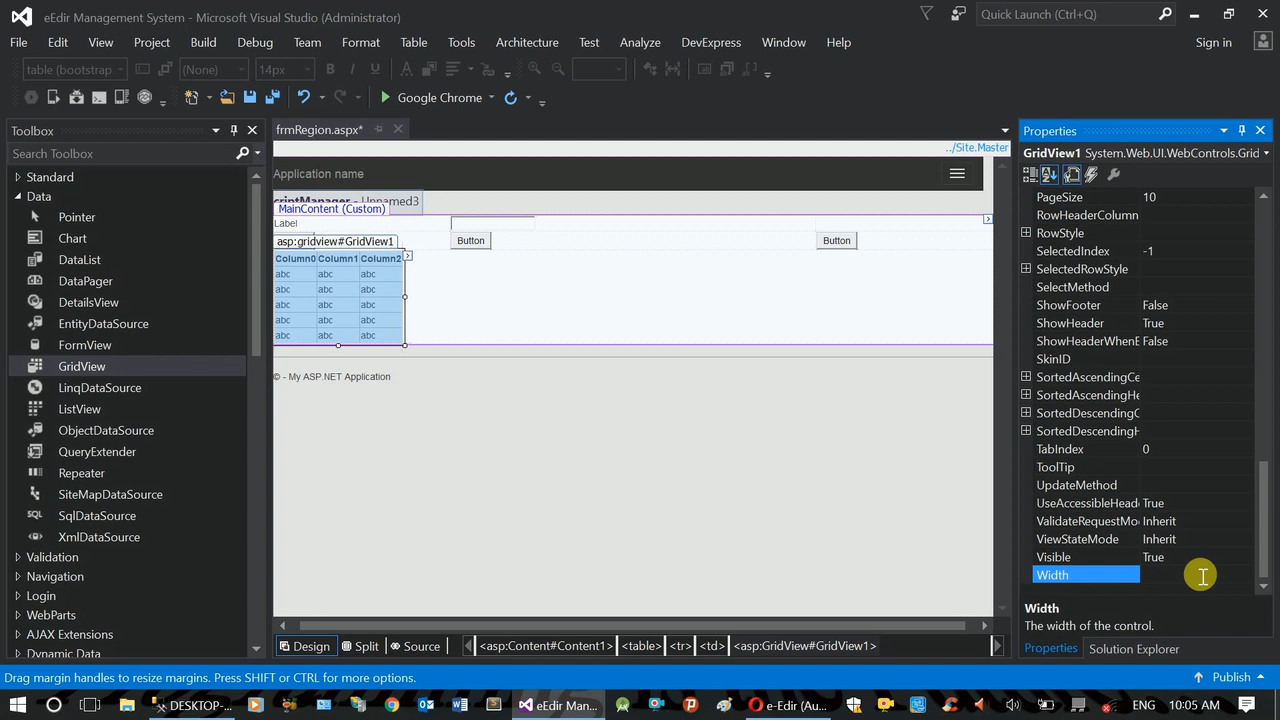 eEdir Management System - Microsoft Visual Studio (Administrator)
Quick Launch (Ctrl+Q)
File Edit View Project Build Debug Team Format Table Tools Architecture Test Analyze DevExpress Window Help
Sign in
table (bootstrap
(None)
14px
B I U
Google Chrome
Toolbox
Search Toolbox
Standard
Data
Pointer
Chart
DataList
DataPager
DetailsView
EntityDataSource
FormView
GridView
LinqDataSource
ListView
ObjectDataSource
QueryExtender
Repeater
SiteMapDataSource
SqlDataSource
XmlDataSource
Validation
Navigation
Login
WebParts
AJAX Extensions
Dynamic Data
frmRegion.aspx*
../Site.Master
Application name
criptManager - Unnamed3
MainContent (Custom)
Label
asp:gridview#GridView1
Button
Button
Column0 Column1 Column2
abc abc abc
abc abc abc
abc abc abc
abc abc abc
abc abc abc
© - My ASP.NET Application
Design Split Source
<asp:Content#Content1> <table> <tr> <td> <asp:GridView#GridView1>
Properties
GridView1 System.Web.UI.WebControls.Grid
PageSize 10
RowHeaderColumn
RowStyle
SelectedIndex -1
SelectedRowStyle
SelectMethod
ShowFooter False
ShowHeader True
ShowHeaderWhenE False
SkinID
SortedAscendingCe
SortedAscendingHe
SortedDescendingC
SortedDescendingH
TabIndex 0
ToolTip
UpdateMethod
UseAccessibleHead True
ValidateRequestMo Inherit
ViewStateMode Inherit
Visible True
Width
Width
The width of the control.
Properties Solution Explorer
Drag margin handles to resize margins. Press SHIFT or CTRL for more options.
Publish
DESKTOP-...
eEdir Man...
e-Edir (Au...
ENG
10:05 AM